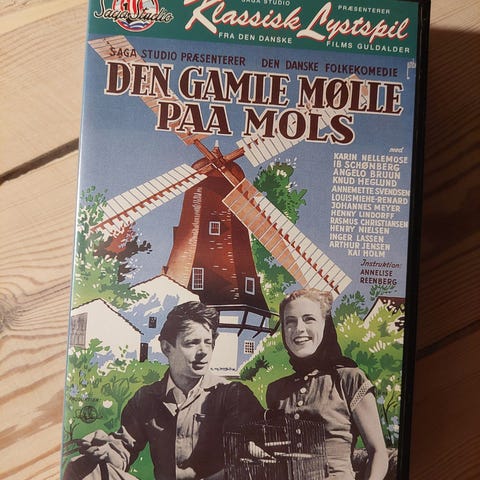 SAGA STUDIO PRÆSENTERER
Saga Studio
Klassisk Lystspil
FRA DEN DANSKE FILMS GULDALDER
SAGA STUDIO PRÆSENTERER DEN DANSKE FOLKEKOMEDIE
DEN GAMLE MØLLE
PAA MOLS
med
KARIN NELLEMOSE
IB SCHØNBERG
ANGELO BRUUN
KNUD HEGLUND
ANNEMETTE SVENDSEN
LOUIS MIEHE-RENARD
JOHANNES MEYER
HENNY LINDORFF
RASMUS CHRISTIANSEN
HENRY NIELSEN
INGER LASSEN
ARTHUR JENSEN
KAI HOLM
Instruktion:
ANNELISE
REENBERG